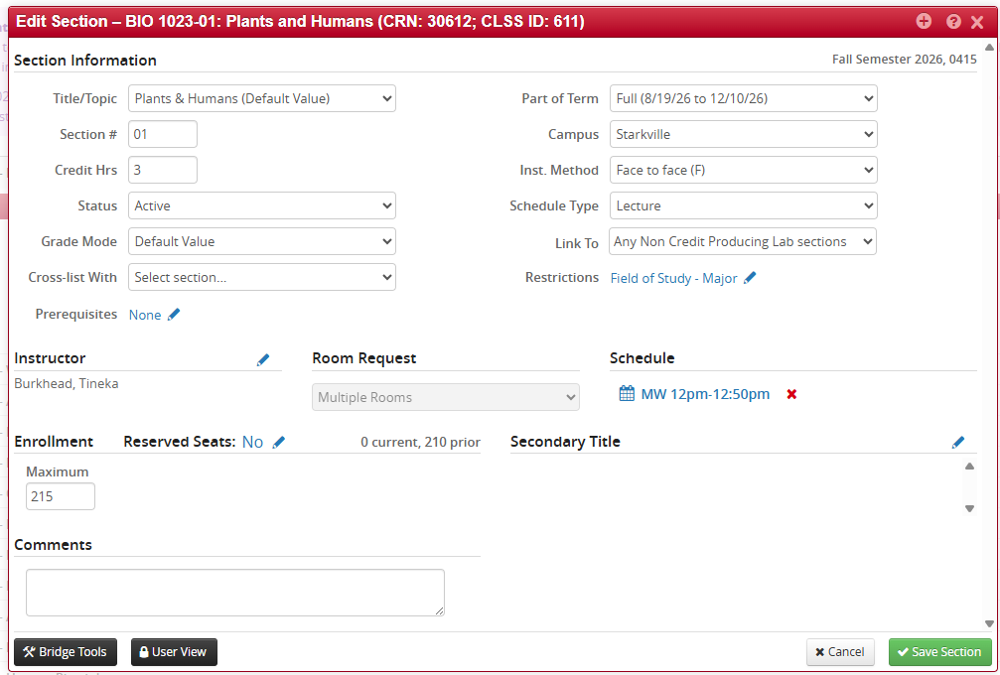 Edit Section – BIO 1023-01: Plants and Humans (CRN: 30612; CLSS ID: 611)
Section Information
Fall Semester 2026, 0415
Title/Topic Plants & Humans (Default Value)
Part of Term Full (8/19/26 to 12/10/26)
Section # 01
Campus Starkville
Credit Hrs 3
Inst. Method Face to face (F)
Status Active
Schedule Type Lecture
Grade Mode Default Value
Link To Any Non Credit Producing Lab sections
Cross-list With Select section...
Restrictions Field of Study - Major
Prerequisites None
Instructor
Room Request
Schedule
Burkhead, Tineka
Multiple Rooms
MW 12pm-12:50pm
Enrollment Reserved Seats: No 0 current, 210 prior
Secondary Title
Maximum
215
Comments
Bridge Tools
User View
Cancel
Save Section